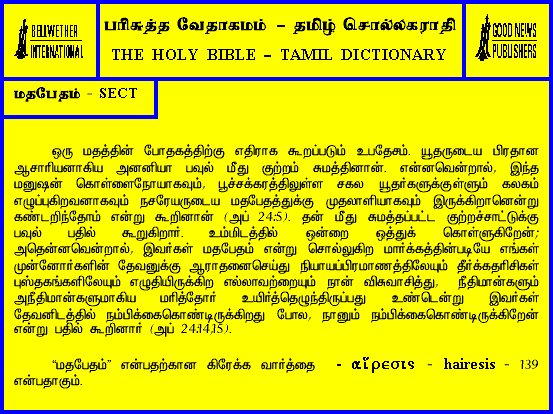 BELLWETHER
INTERNATIONAL
பரிசுத்த வேதாகமம் – தமிழ் சொல்லகராதி
THE HOLY BIBLE – TAMIL DICTIONARY
GOOD NEWS
PUBLISHERS
மதபேதம் - SECT
ஒரு மதத்தின் போதகத்திற்கு எதிராக கூறப்படும் உபதேசம். யூதருடைய பிரதான
ஆசாரியனாகிய அனனியா பவுல் மீது குற்றம் சுமத்தினான். என்னவென்றால், இந்த
மனுஷன் கொள்ளைநோயாகவும், பூச்சக்கரத்திலுள்ள சகல யூதர்களுக்குள்ளும் கலகம்
எழுப்புகிறவனாகவும் நசரேயருடைய மதபேதத்துக்கு முதலாளியாகவும் இருக்கிறானென்று
கண்டறிந்தோம் என்று கூறினான் (அப் 24:5). தன் மீது சுமத்தப்பட்ட குற்றச்சாட்டுக்கு
பவுல் பதில் கூறுகிறார். உம்மிடத்தில் ஒன்றை ஒத்துக் கொள்ளுகிறேன்;
அதென்னவென்றால், இவர்கள் மதபேதம் என்று சொல்லுகிற மார்க்கத்தின்படியே எங்கள்
முன்னோர்களின் தேவனுக்கு ஆராதனைசெய்து நியாயப்பிரமாணத்திலேயும் தீர்க்கதரிசிகள்
புஸ்தகங்களிலேயும் எழுதியிருக்கிற எல்லாவற்றையும் நான் விசுவாசித்து, நீதிமான்களும்
அநீதிமான்களுமாகிய மரித்தோர் உயிர்த்தெழுந்திருப்பது உண்டென்று இவர்கள்
தேவனிடத்தில் நம்பிக்கைகொண்டிருக்கிறது போல, நானும் நம்பிக்கைகொண்டிருக்கிறேன்
என்று பதில் கூறினார் (அப் 24:14,15).
“மதபேதம்” என்பதற்கான கிரேக்க வார்த்தை - αἵρεσις - hairesis - 139
என்பதாகும்.